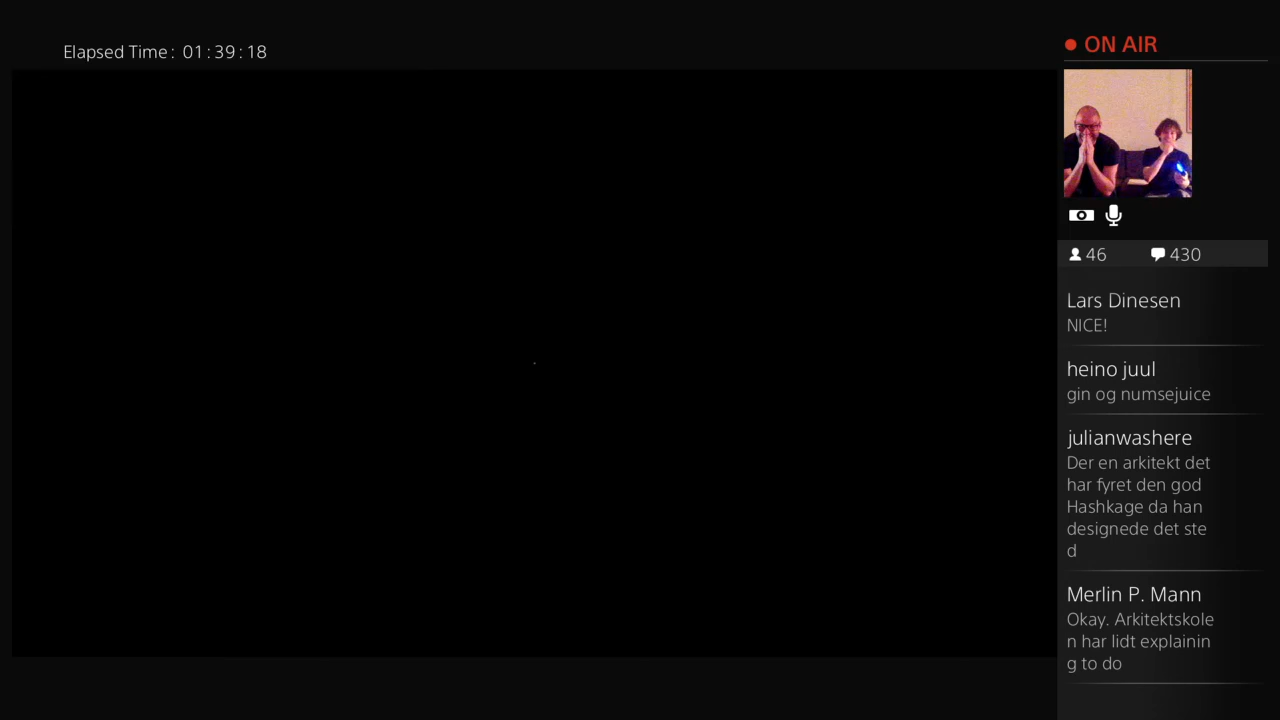 Elapsed Time: 01:39:18
ON AIR
46 430
Lars Dinesen
NICE!
heino juul
gin og numsejuice
julianwashere
Der en arkitekt det
har fyret den god
Hashkage da han
designede det ste
d
Merlin P. Mann
Okay. Arkitektskole
n har lidt explainin
g to do